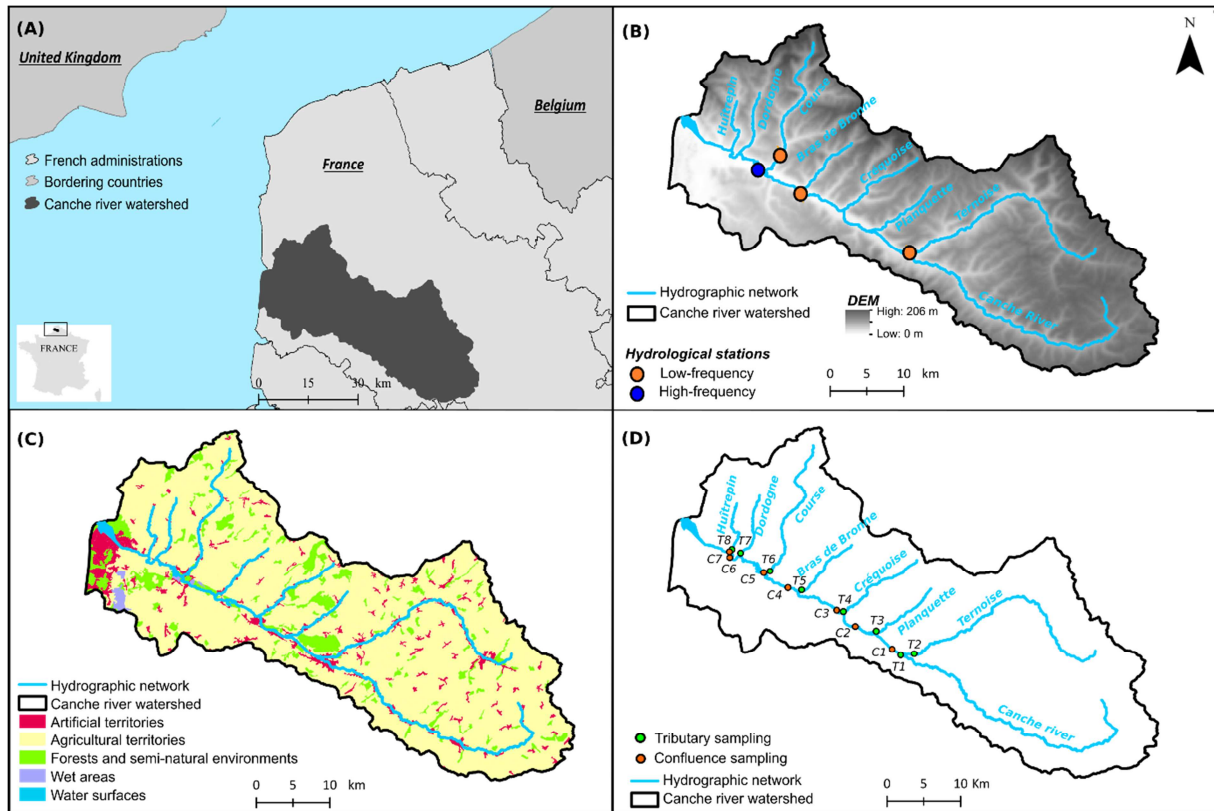 (A)
United Kingdom
Belgium
French administrations
Bordering countries
Canche river watershed
France
FRANCE
0 15 30 km
(B)
N
Huîtrepin
Dordogne
Course
Bras de Bronne
Créquoise
Planquette
Ternoise
Canche River
Hydrographic network
Canche river watershed
DEM
High: 206 m
Low: 0 m
Hydrological stations
Low-frequency
High-frequency
0 5 10 km
(C)
Hydrographic network
Canche river watershed
Artificial territories
Agricultural territories
Forests and semi-natural environments
Wet areas
Water surfaces
0 5 10 km
(D)
Huîtrepin
Dordogne
Course
Bras de Bronne
Créquoise
Planquette
Ternoise
Canche river
T8
T7
C7
C6
T6
C5
T5
C4
T4
C3
T3
C2
C1
T2
T1
Tributary sampling
Confluence sampling
Hydrographic network
Canche river watershed
0 5 10 km